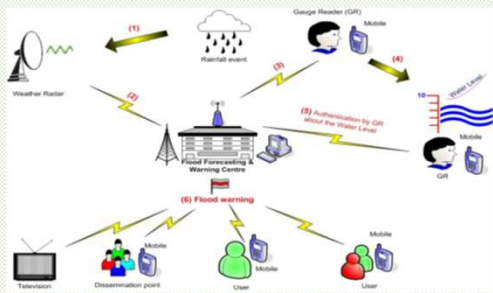 Gauge Reader (GR)
Mobile
(1)
Rainfall event
(3)
(4)
Weather Radar
(2)
10
Water Level...
(5) Authentication by GR
about the Water Level
Mobile
GR
Flood Forecasting &
Warning Centre
(6) Flood warning
Mobile
Mobile
Mobile
Television
Dissemination point
User
User